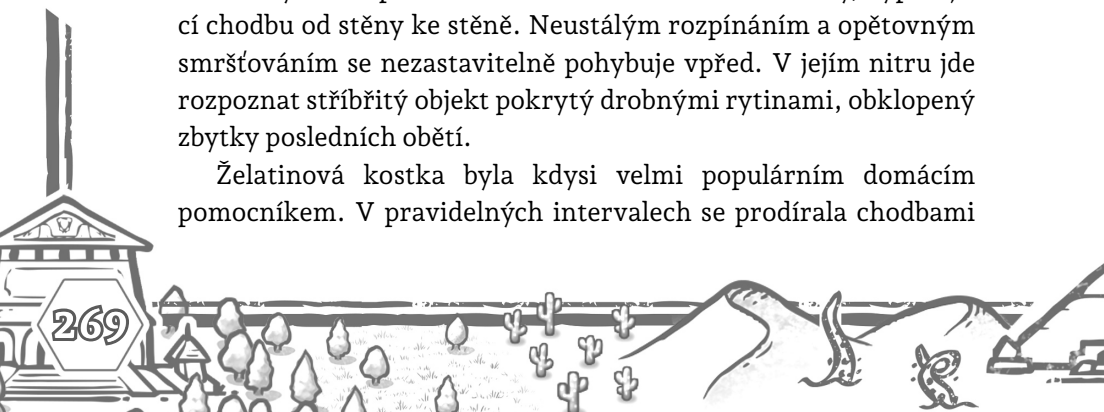 cí chodbu od stěny ke stěně. Neustálým rozpínáním a opětovným
smršťováním se nezastavitelně pohybuje vpřed. V jejím nitru jde
rozpoznat stříbřitý objekt pokrytý drobnými rytinami, obklopený
zbytky posledních obětí.
Želatinová kostka byla kdysi velmi populárním domácím
pomocníkem. V pravidelných intervalech se prodírala chodbami
269